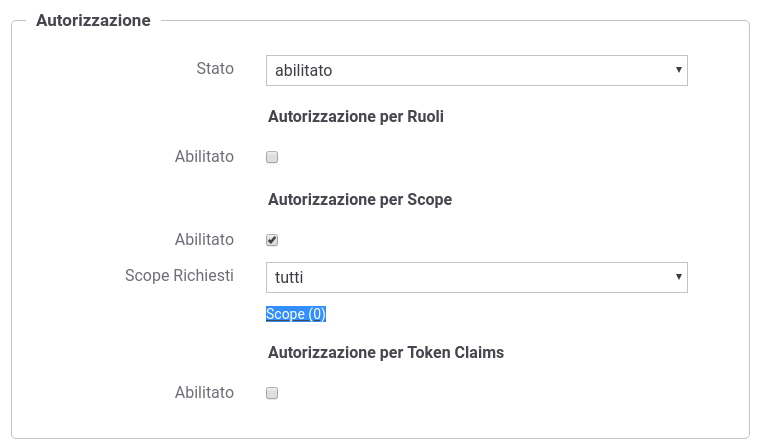 Autorizzazione
Stato abilitato
Autorizzazione per Ruoli
Abilitato
Autorizzazione per Scope
Abilitato
Scope Richiesti tutti
Scope (0)
Autorizzazione per Token Claims
Abilitato